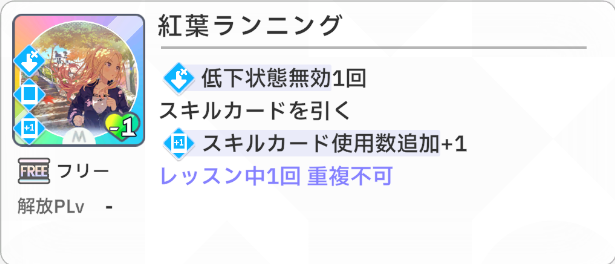 紅葉ランニング
低下状態無効1回
スキルカードを引く
+1 スキルカード使用数追加+1
レッスン中1回 重複不可
+1
-1
M
FREE フリー
解放PLv -